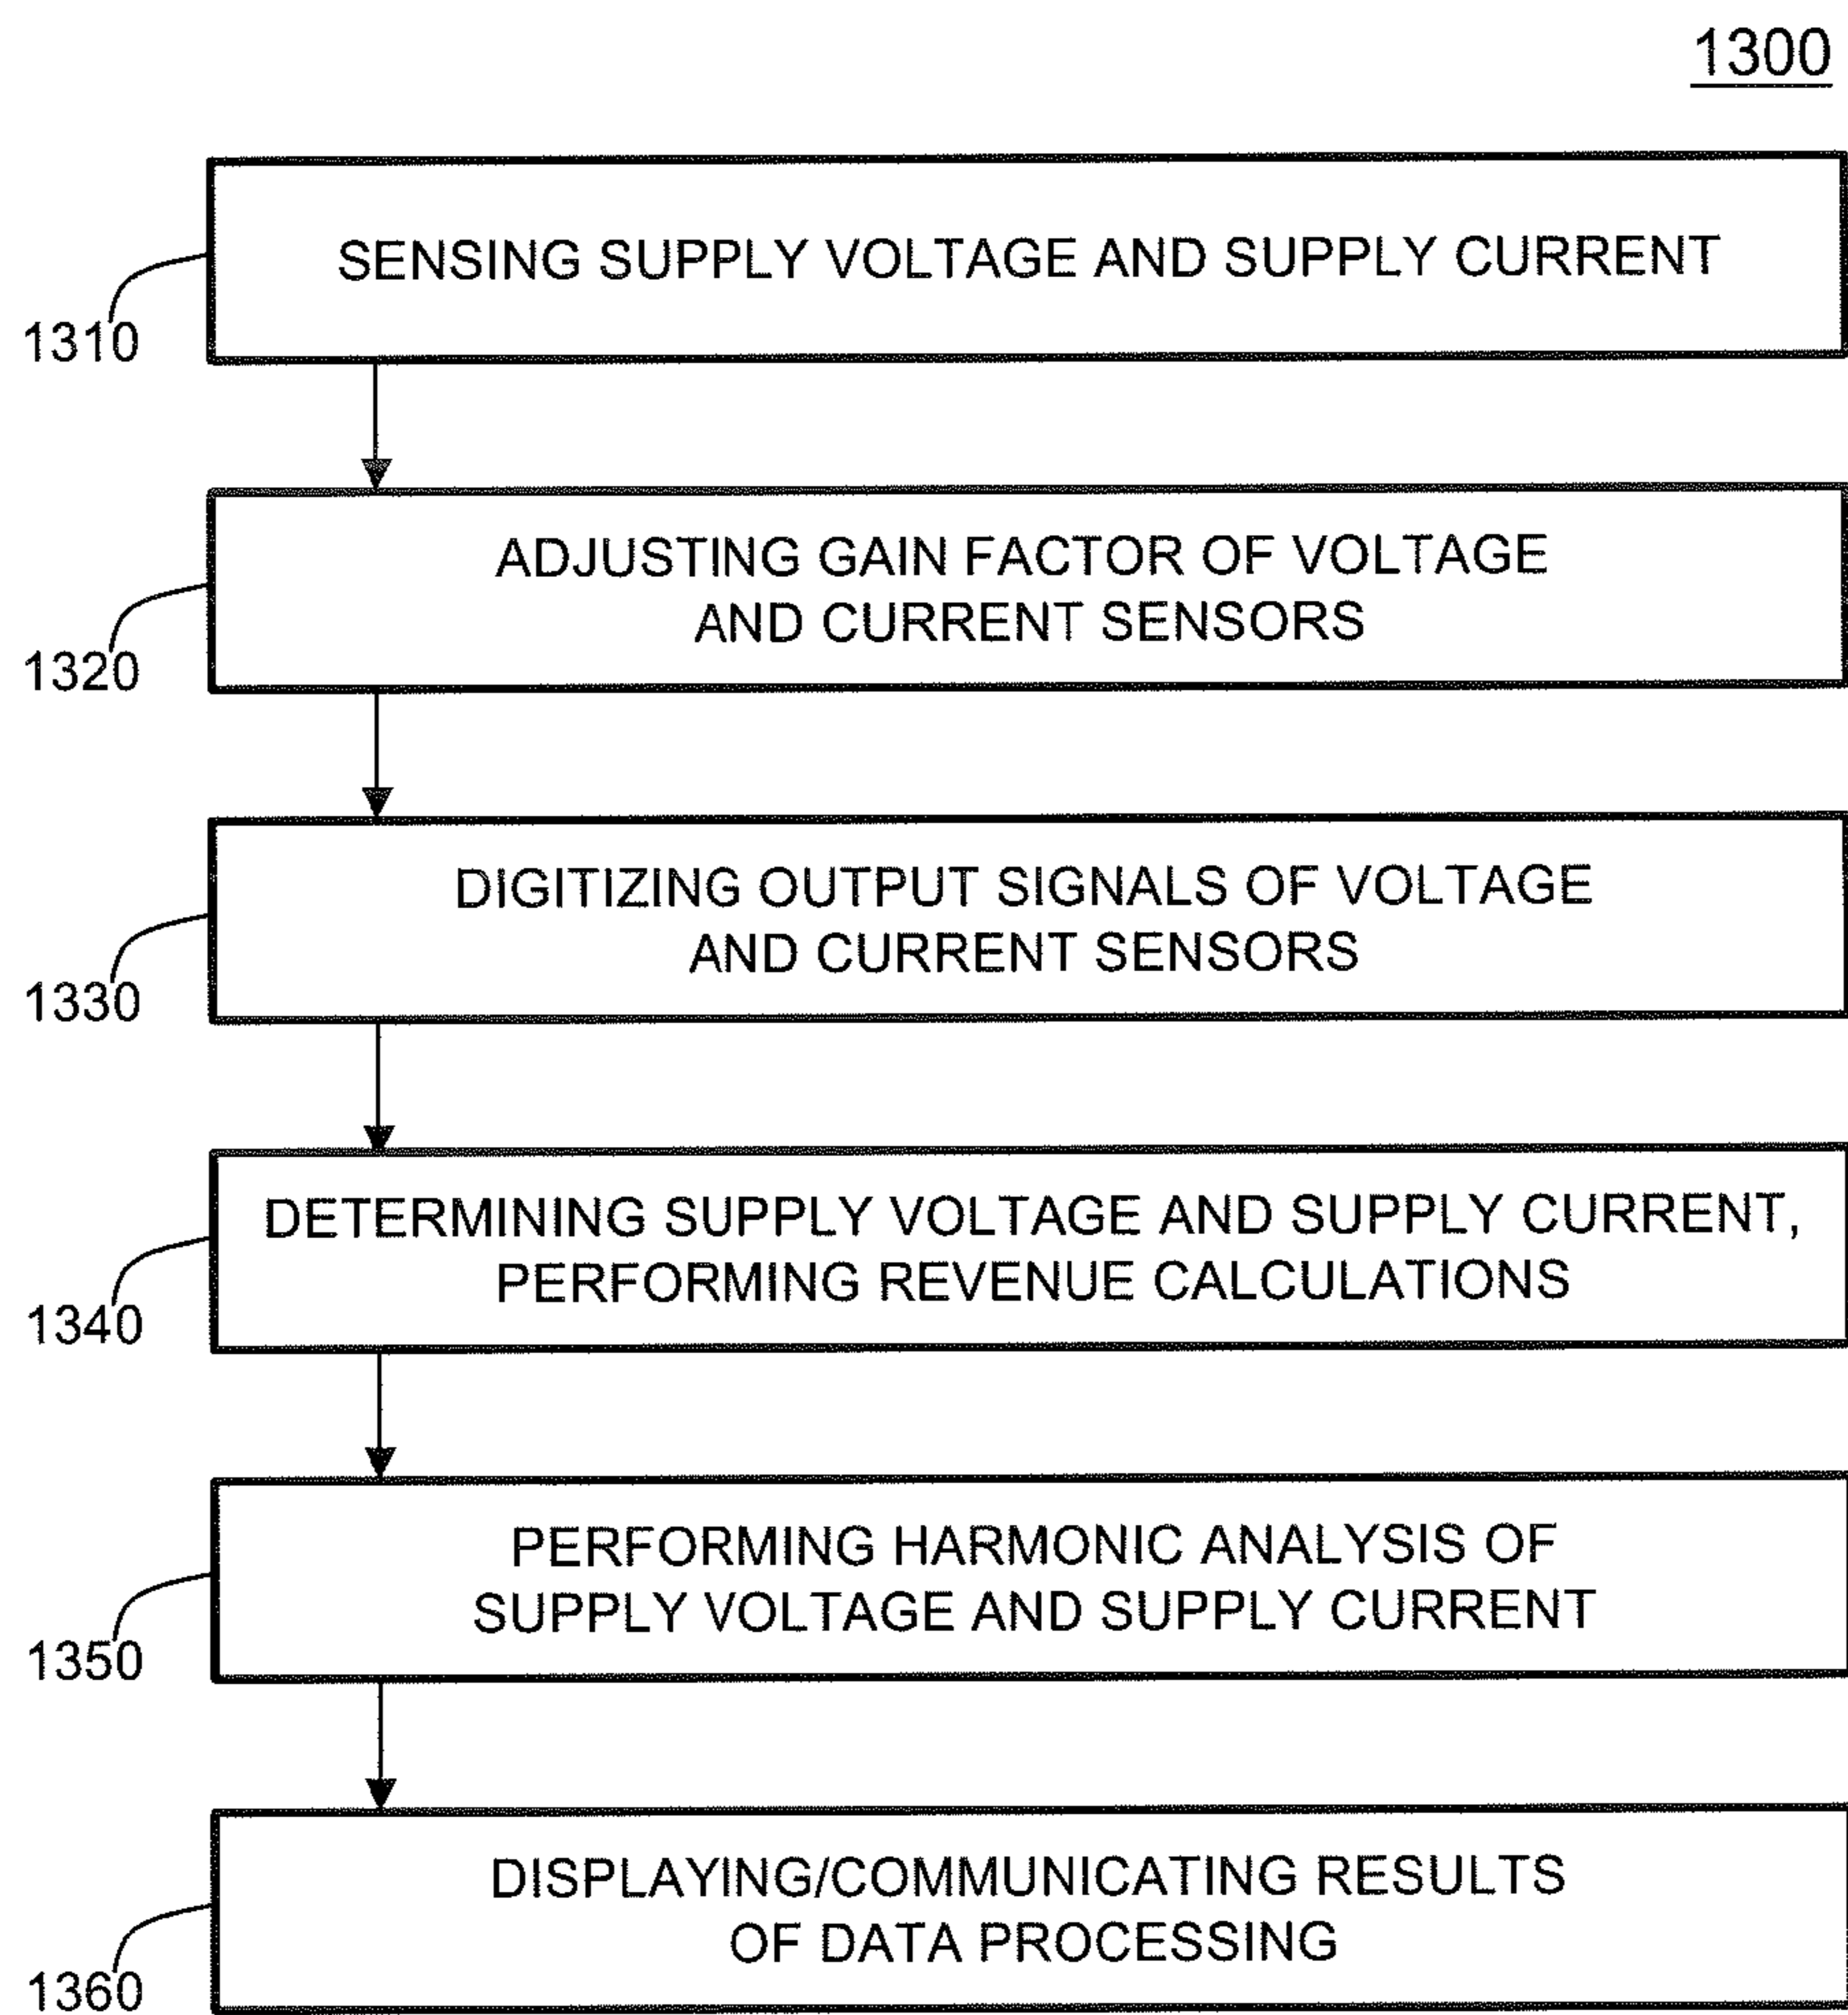 1300
SENSING SUPPLY VOLTAGE AND SUPPLY CURRENT
1310
ADJUSTING GAIN FACTOR OF VOLTAGE
AND CURRENT SENSORS
1320
DIGITIZING OUTPUT SIGNALS OF VOLTAGE
AND CURRENT SENSORS
1330
DETERMINING SUPPLY VOLTAGE AND SUPPLY CURRENT,
PERFORMING REVENUE CALCULATIONS
1340
PERFORMING HARMONIC ANALYSIS OF
SUPPLY VOLTAGE AND SUPPLY CURRENT
1350
DISPLAYING/COMMUNICATING RESULTS
OF DATA PROCESSING
1360